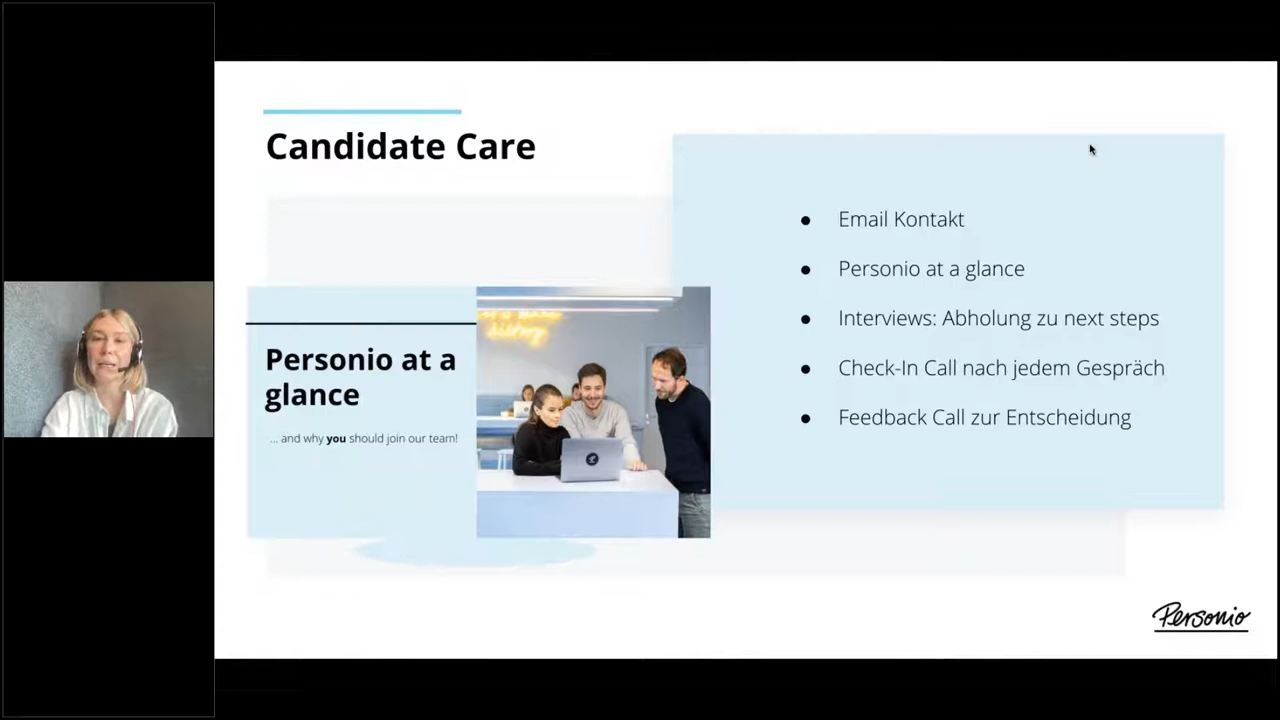 Candidate Care
Personio at a
glance
... and why you should join our team!
● Email Kontakt
● Personio at a glance
● Interviews: Abholung zu next steps
● Check-In Call nach jedem Gespräch
● Feedback Call zur Entscheidung
Personio